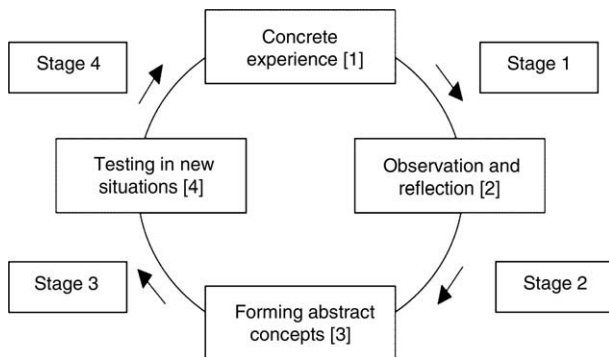 Concrete
experience [1]
Stage 4
Stage 1
Testing in new
situations [4]
Observation and
reflection [2]
Stage 3
Stage 2
Forming abstract
concepts [3]